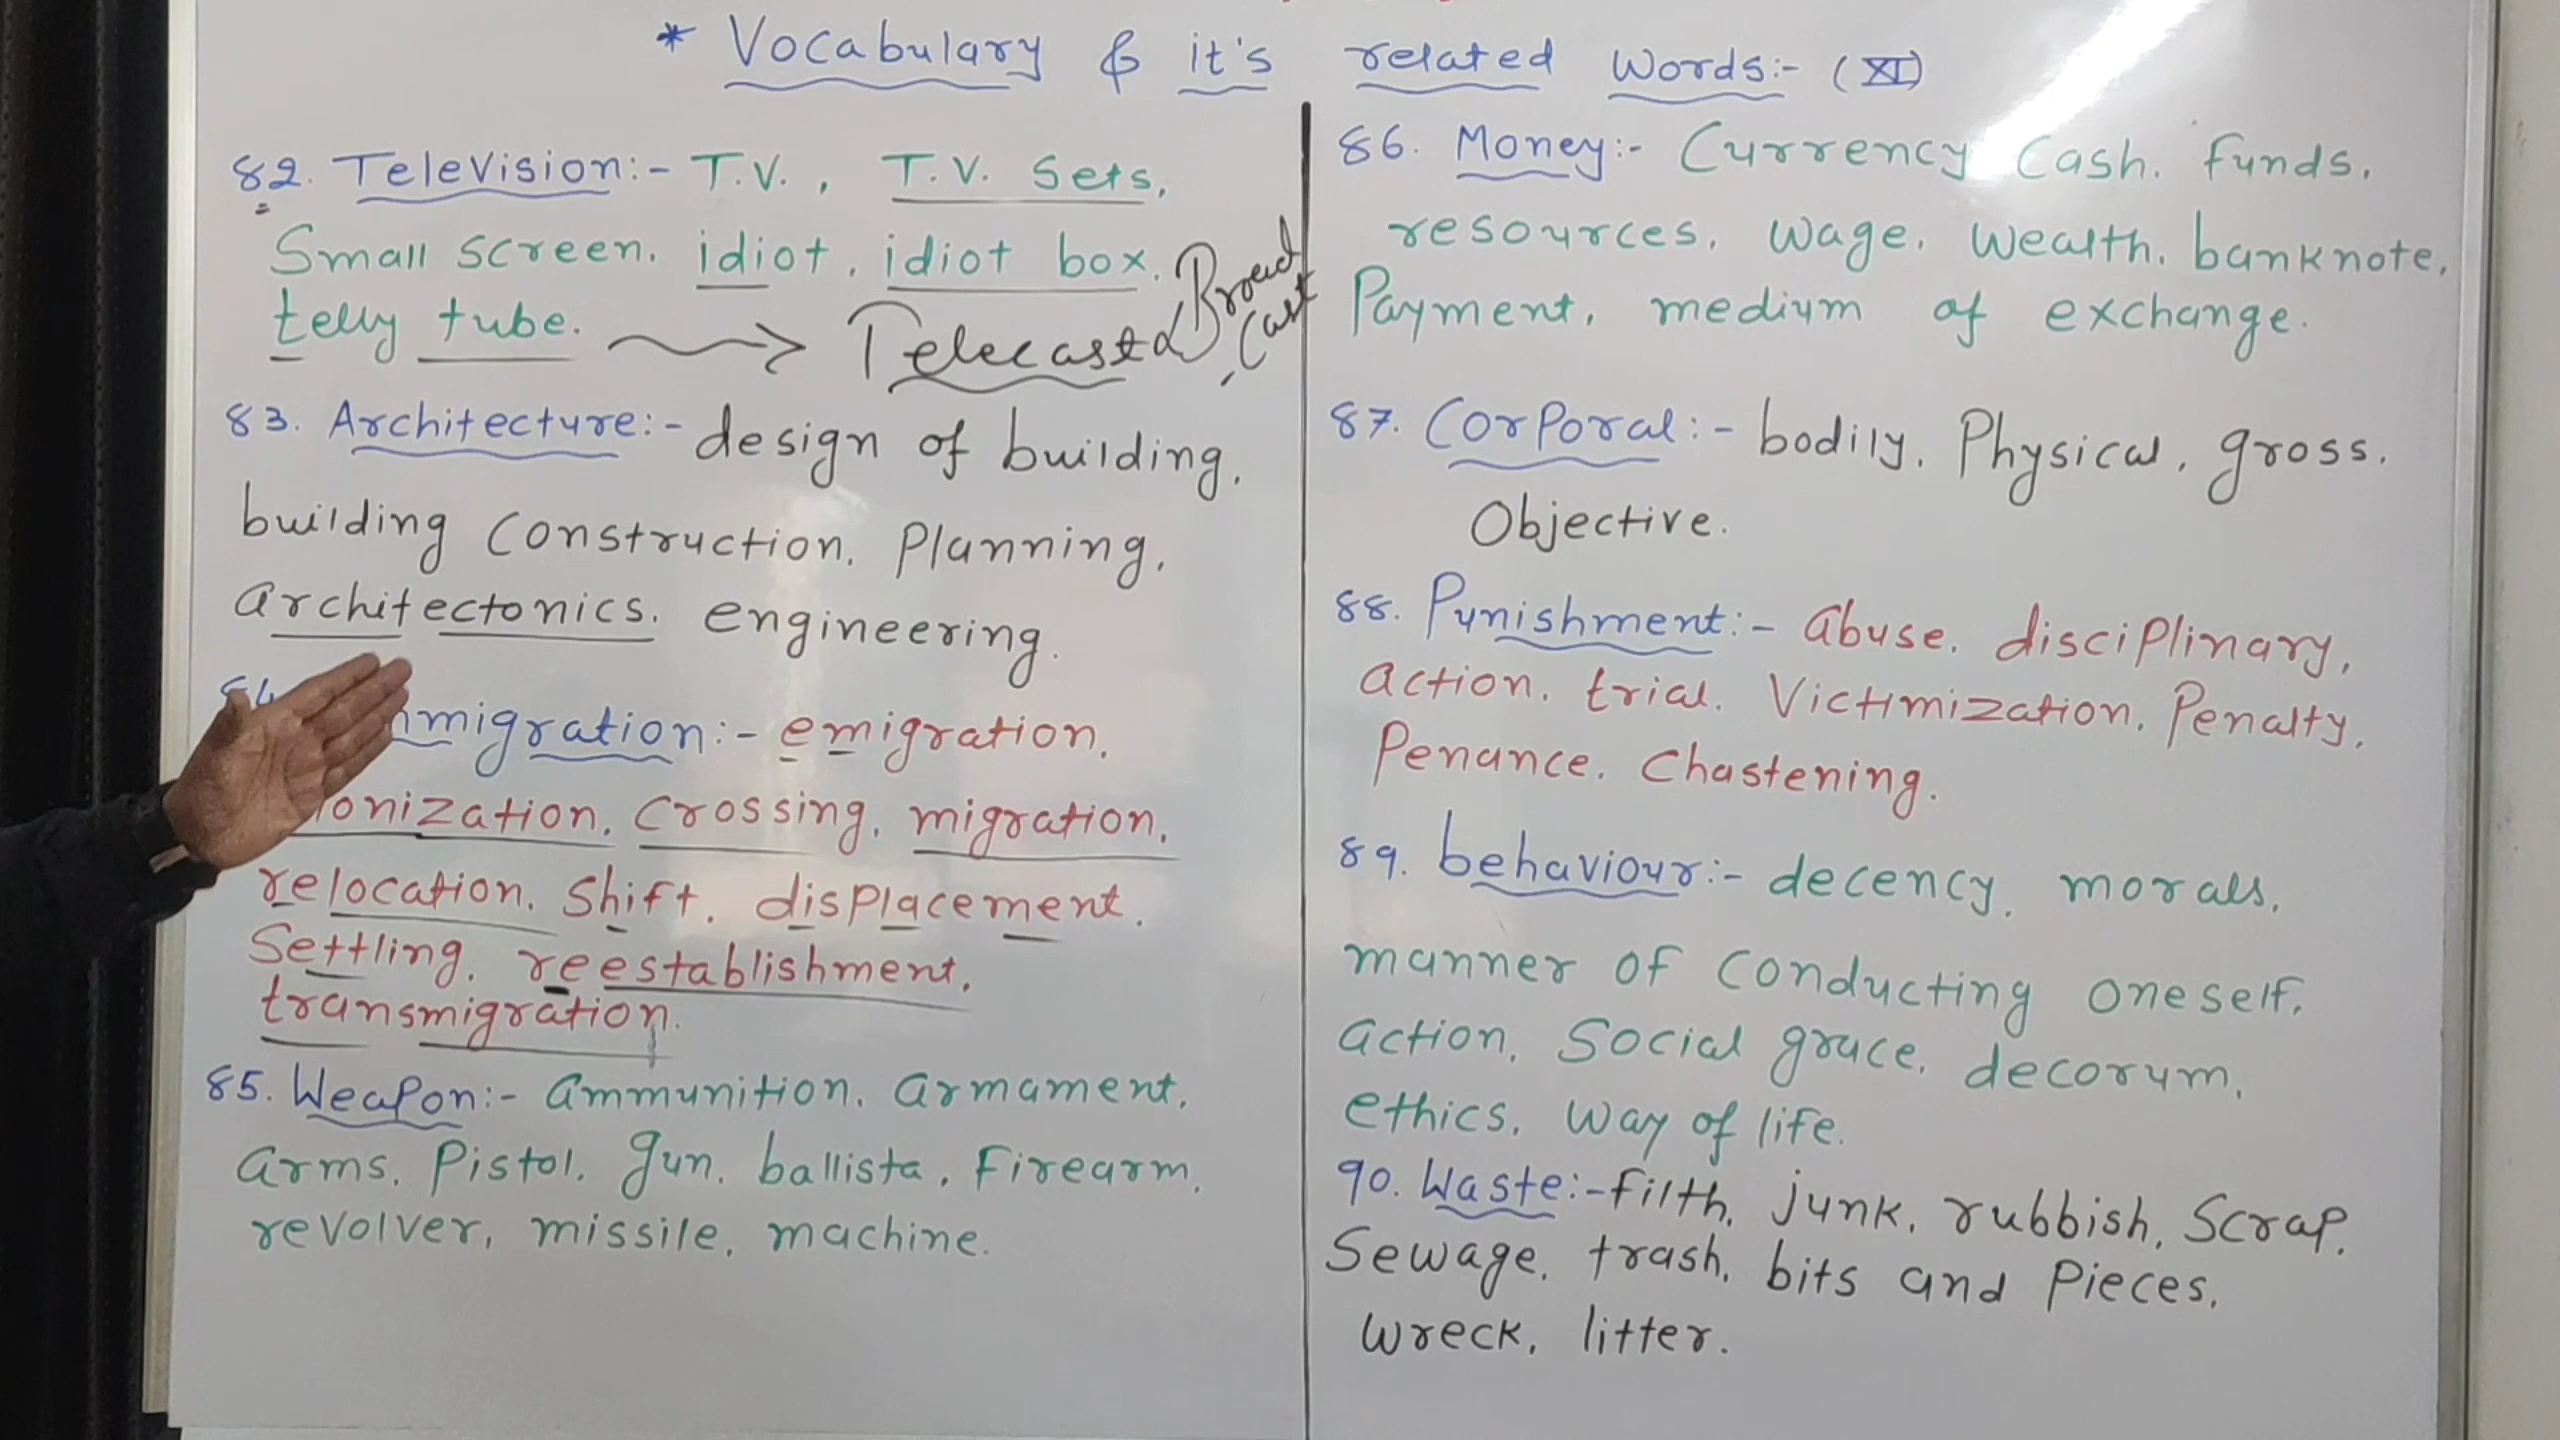 * Vocabulary & it's related Words:- (XI)
82. Television:- T.V., T.V. Sets,
Small screen. idiot, idiot box.
telly tube. → Telecast & Broad
Cast
83. Architecture:- design of building,
building Construction. Planning,
architectonics. engineering.
84. mmigration:- emigration.
onization. Crossing, migration.
relocation. Shift. displacement.
Settling, reestablishment.
transmigration.
85. Weapon:- ammunition. armament.
arms. Pistol. gun. ballista. Firearm.
revolver, missile. machine.
86. Money:- Currency Cash. funds.
resources. wage. wealth. banknote,
Payment, medium of exchange.
87. Corporal:- bodily. Physical, gross.
Objective.
88. Punishment:- abuse. disciplinary,
action. trial. Victimization. Penalty,
Penance. Chastening.
89. behaviour:- decency. morals.
manner of Conducting oneself.
action. Social grace. decorum.
ethics. way of life.
90. Waste:- Filth, junk. rubbish. Scrap.
Sewage. trash. bits and Pieces.
wreck. litter.